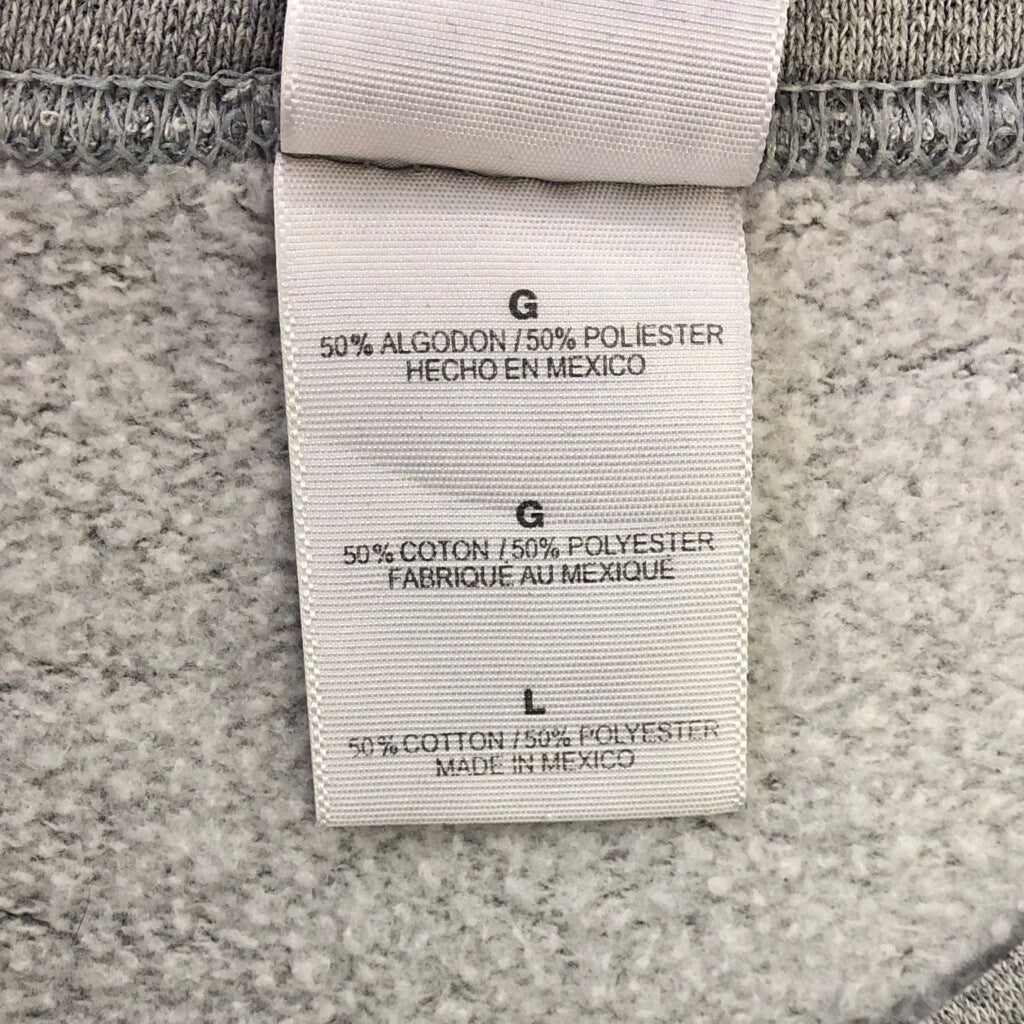 G
50% ALGODON / 50% POLIESTER
HECHO EN MEXICO
G
50% COTON / 50% POLYESTER
FABRIQUÉ AU MEXIQUE
L
50% COTTON / 50% POLYESTER
MADE IN MEXICO